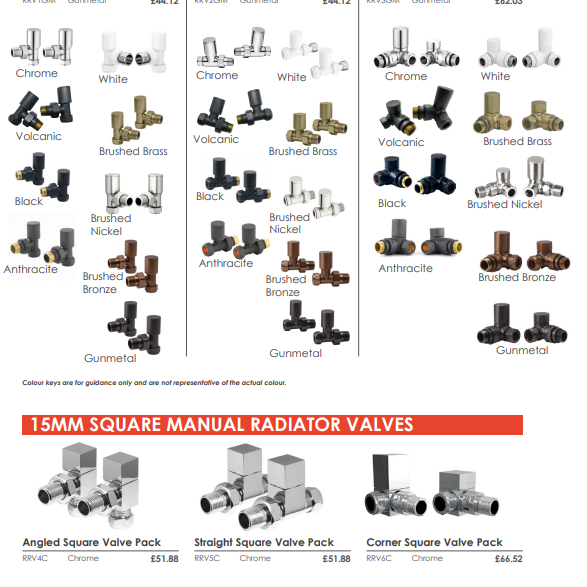 RRV1GM Gunmetal £44.12
RRV2GM Gunmetal £44.12
RRV3GM Gunmetal £62.03
Chrome
White
Volcanic
Brushed Brass
Black
Brushed
Nickel
Anthracite
Brushed
Bronze
Gunmetal
Chrome
White
Volcanic
Brushed Brass
Black
Brushed
Nickel
Anthracite
Brushed
Bronze
Gunmetal
Chrome
White
Volcanic
Brushed Brass
Black
Brushed Nickel
Anthracite
Brushed Bronze
Gunmetal
Colour keys are for guidance only and are not representative of the actual colour.
15MM SQUARE MANUAL RADIATOR VALVES
Angled Square Valve Pack
RRV4C Chrome £51.88
Straight Square Valve Pack
RRV5C Chrome £51.88
Corner Square Valve Pack
RRV6C Chrome £66.52